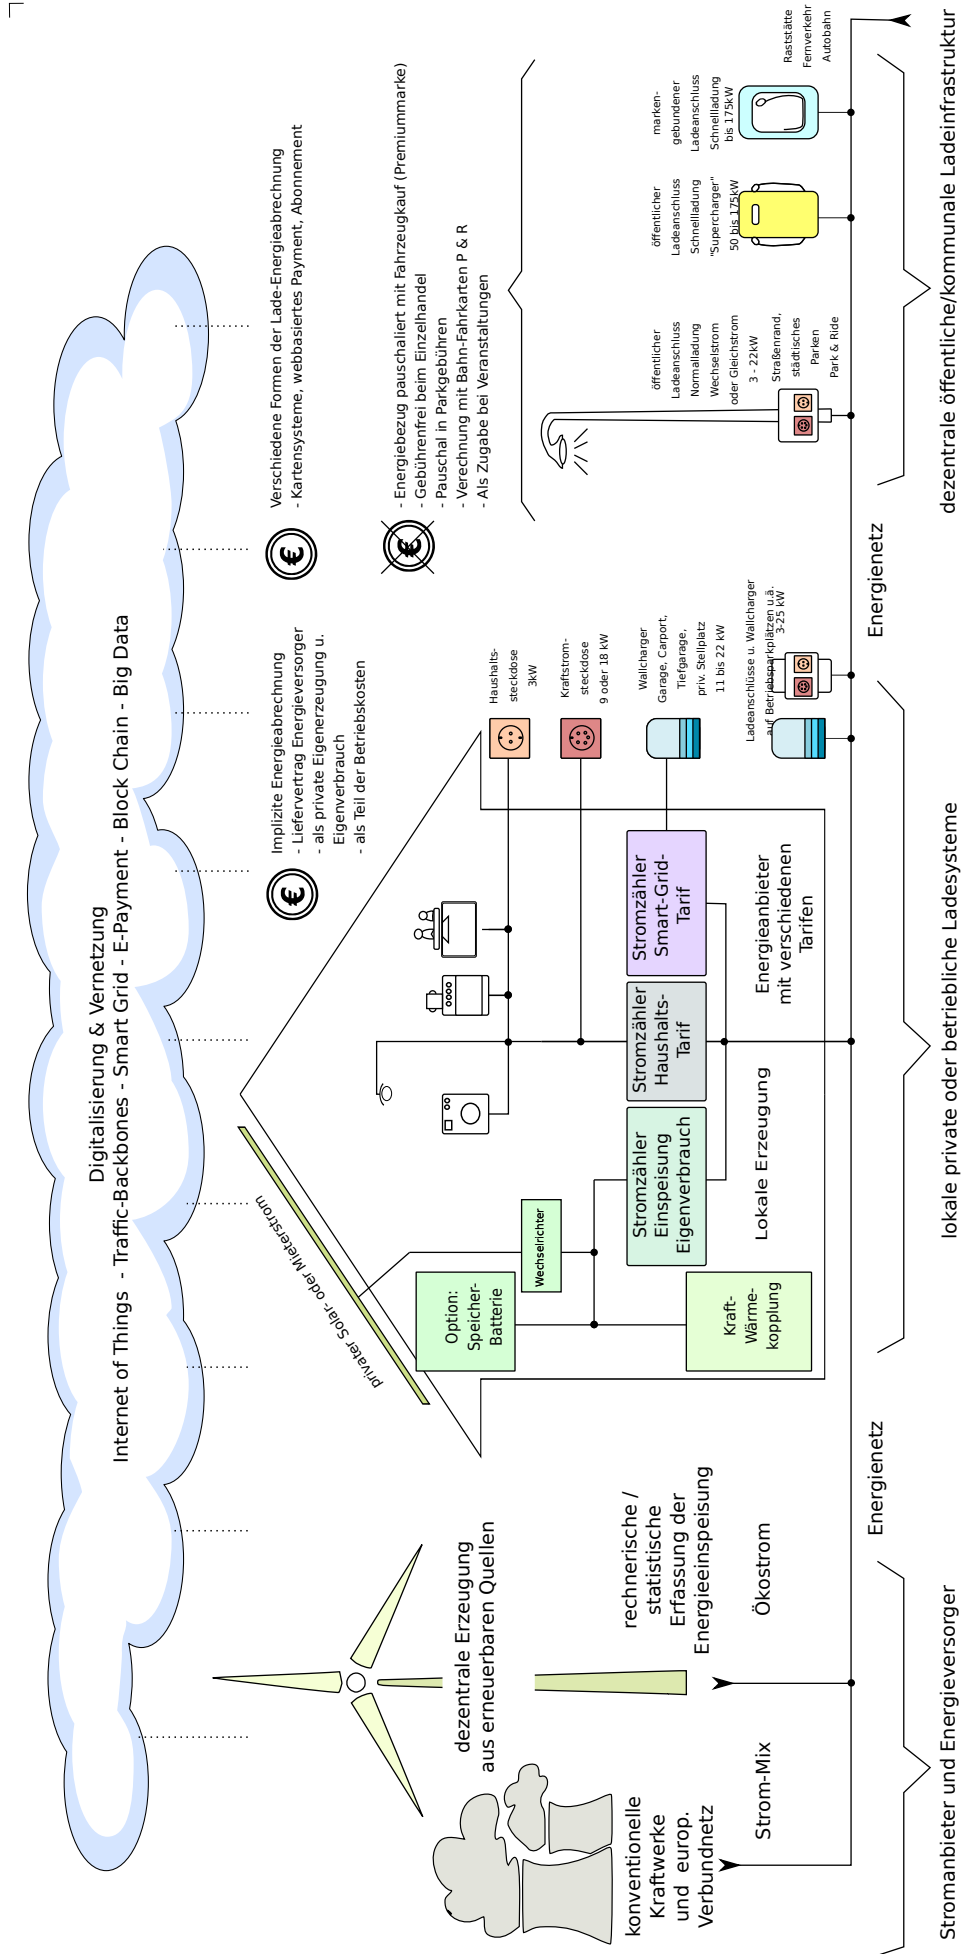 Digitalisierung & Vernetzung
Internet of Things - Traffic-Backbones - Smart Grid - E-Payment - Block Chain - Big Data
Implizite Energieabrechnung
- Liefervertrag Energieversorger
- als private Eigenerzeugung u.
Eigenverbrauch
- als Teil der Betriebskosten
€
Verschiedene Formen der Lade-Energieabrechnung
- Kartensysteme, webbasiertes Payment, Abonnement
€
- Energiebezug pauschaliert mit Fahrzeugkauf (Premiummarke)
- Gebührenfrei beim Einzelhandel
- Pauschal in Parkgebühren
- Verechnung mit Bahn-Fahrkarten P & R
- Als Zugabe bei Veranstaltungen
€
dezentrale Erzeugung
aus erneuerbaren Quellen
konventionelle
Kraftwerke
und europ.
Verbundnetz
rechnerische /
statistische
Erfassung der
Energieeinspeisung
Strom-Mix
Ökostrom
privater Solar- oder Mieterstrom
Option:
Speicher-
Batterie
Wechselrichter
Kraft-
Wärme-
kopplung
Stromzähler
Einspeisung
Eigenverbrauch
Stromzähler
Haushalts-
Tarif
Stromzähler
Smart-Grid-
Tarif
Lokale Erzeugung
Energieanbieter
mit verschiedenen
Tarifen
Haushalts-
steckdose
3kW
Kraftstrom-
steckdose
9 oder 18 kW
Wallcharger
Garage, Carport,
Tiefgarage,
priv. Stellplatz
11 bis 22 kW
Ladeanschlüsse u. Wallcharger
auf Betriebsparkplätzen u.ä.
3-25 kW
öffentlicher
Ladeanschluss
Normalladung
Wechselstrom
oder Gleichstrom
3 - 22kW
Straßenrand,
städtisches
Parken
Park & Ride
öffentlicher
Ladeanschluss
Schnellladung
"Supercharger"
50 bis 175kW
marken-
gebundener
Ladeanschluss
Schnellladung
bis 175kW
Raststätte
Fernverkehr
Autobahn
Energienetz
Energienetz
Stromanbieter und Energieversorger
lokale private oder betriebliche Ladesysteme
dezentrale öffentliche/kommunale Ladeinfrastruktur